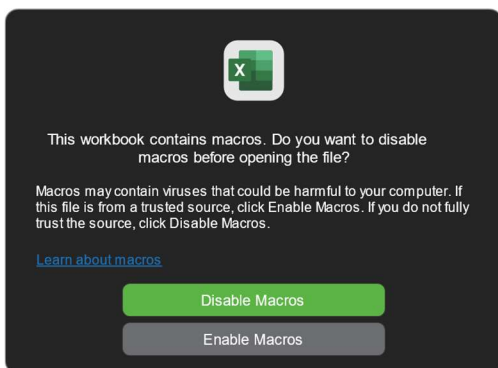 X
This workbook contains macros. Do you want to disable
macros before opening the file?
Macros may contain viruses that could be harmful to your computer. If
this file is from a trusted source, click Enable Macros. If you do not fully
trust the source, click Disable Macros.
Learn about macros
Disable Macros
Enable Macros